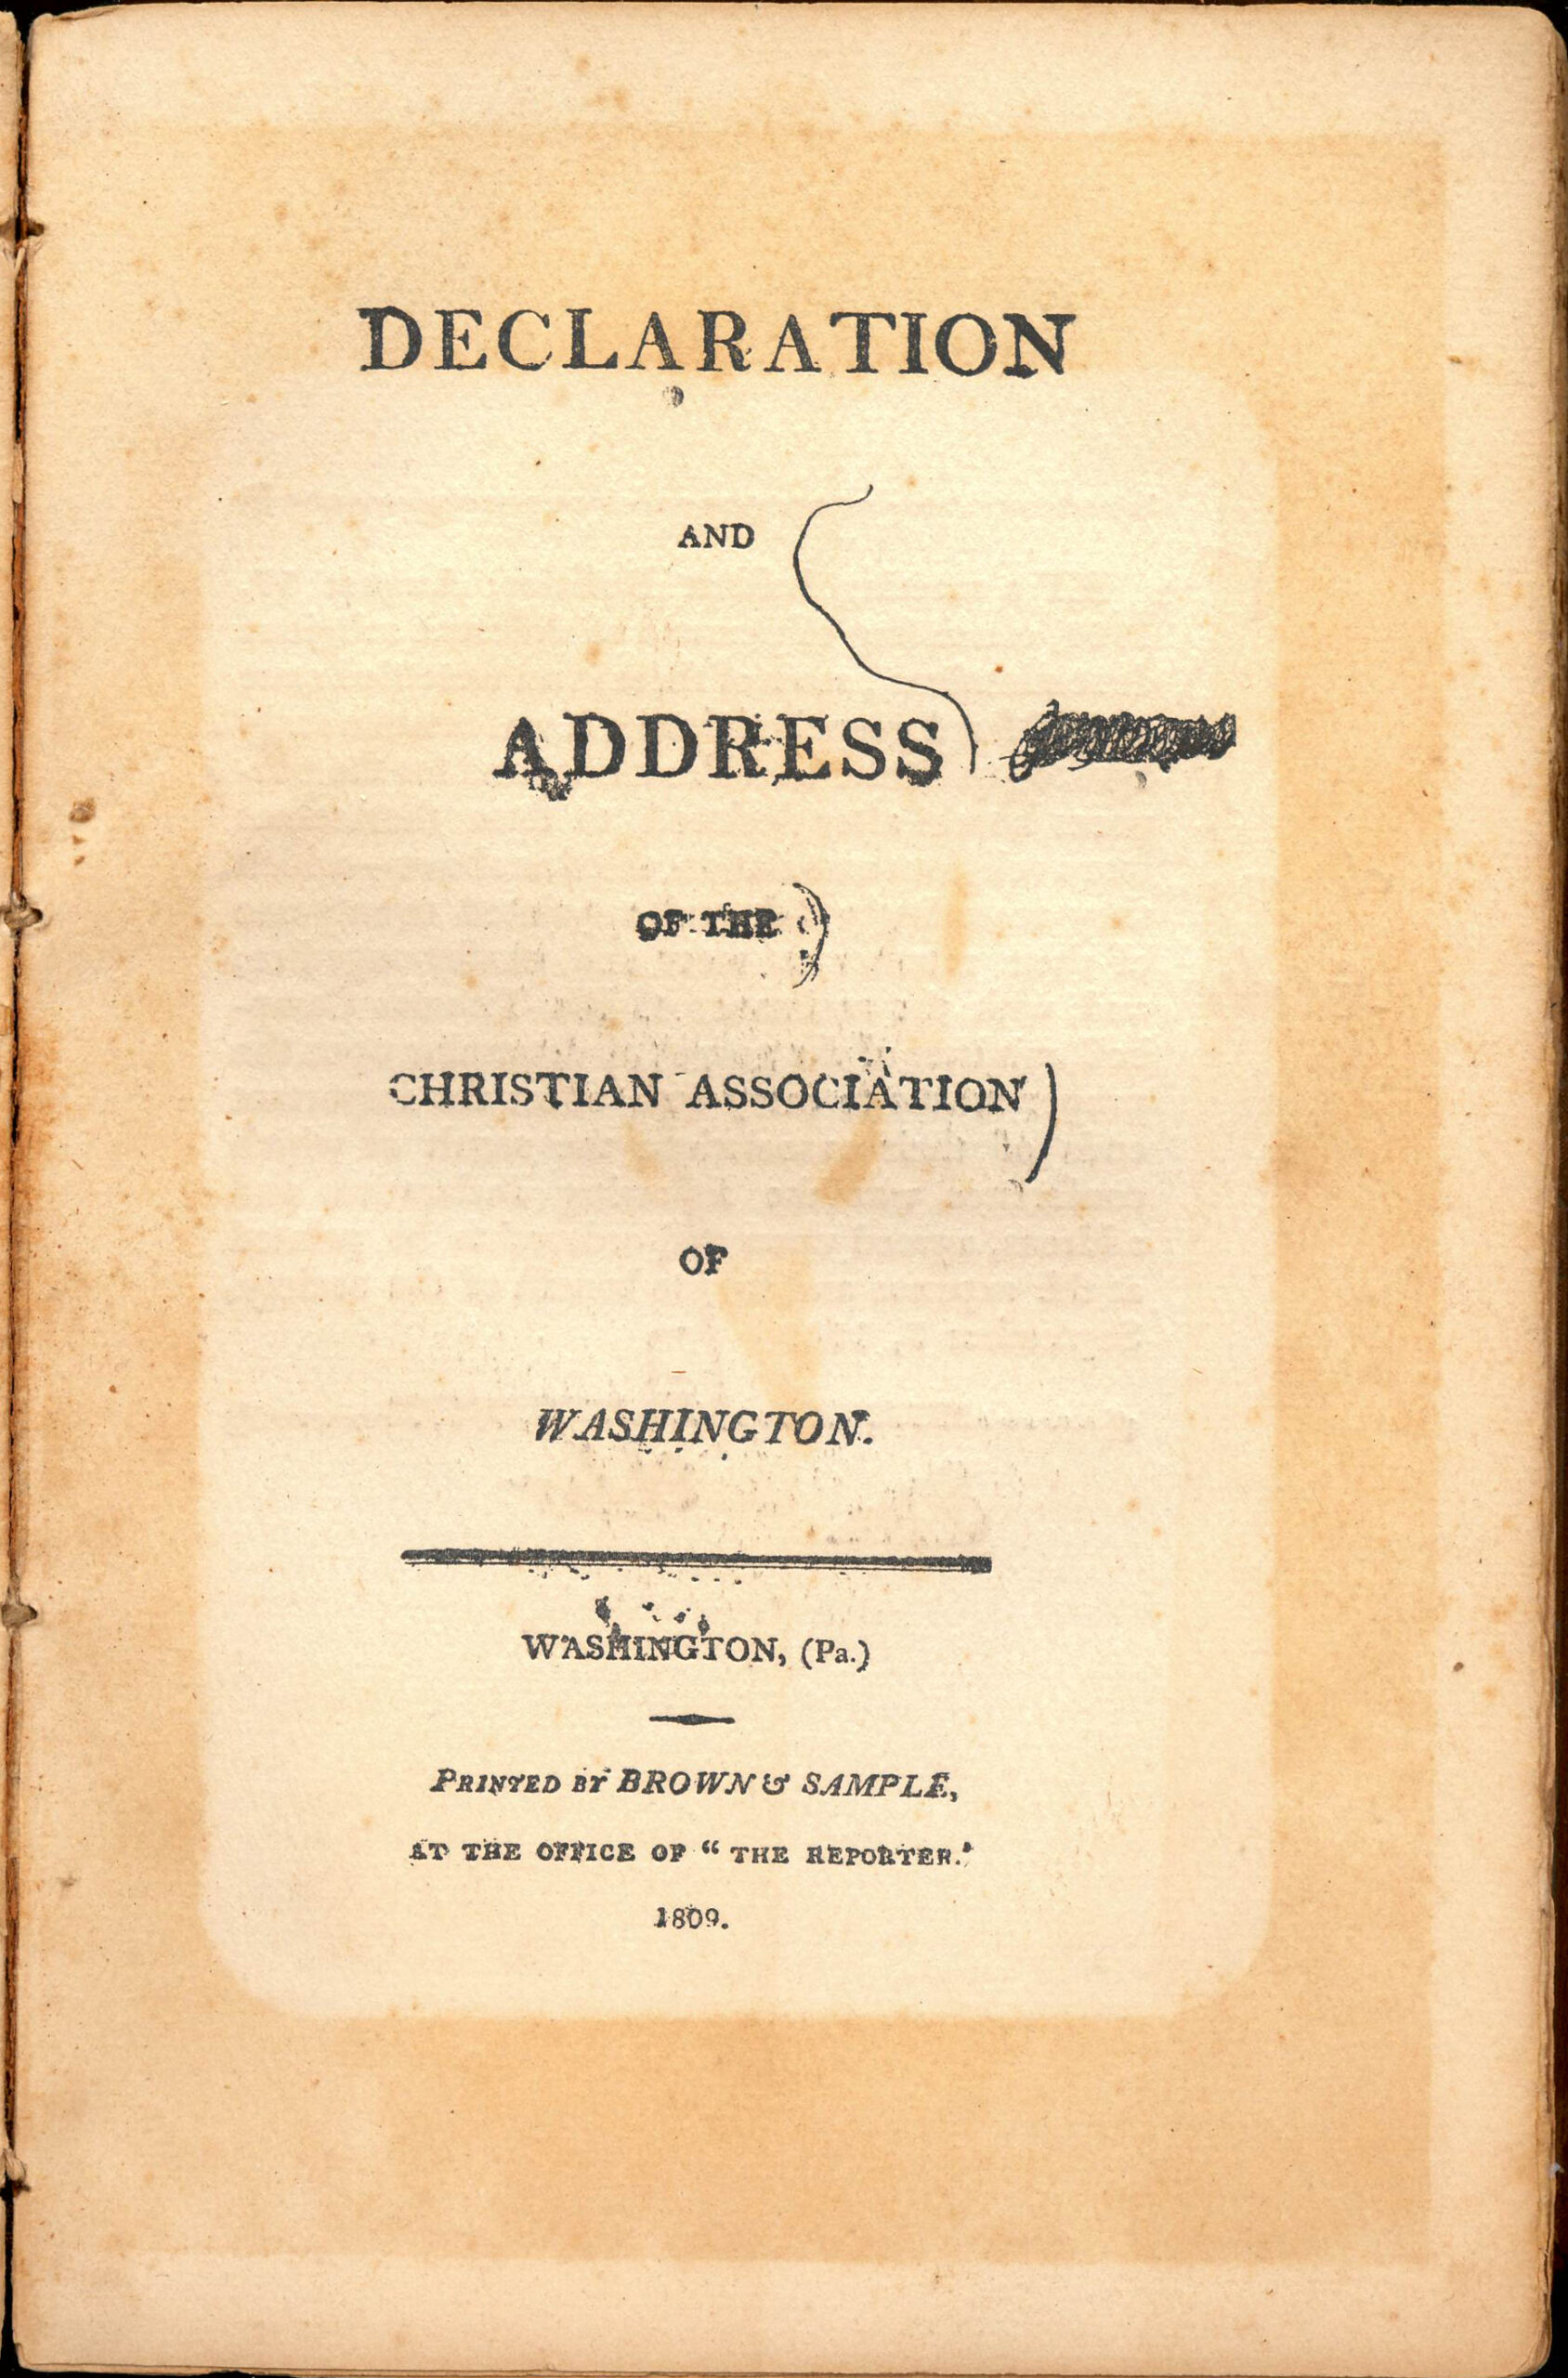 DECLARATION
AND
ADDRESS
OF THE
CHRISTIAN ASSOCIATION
OF
WASHINGTON.
WASHINGTON, (Pa.)
PRINTED BY BROWN & SAMPLE,
AT THE OFFICE OF “ THE REPORTER.’
1809.